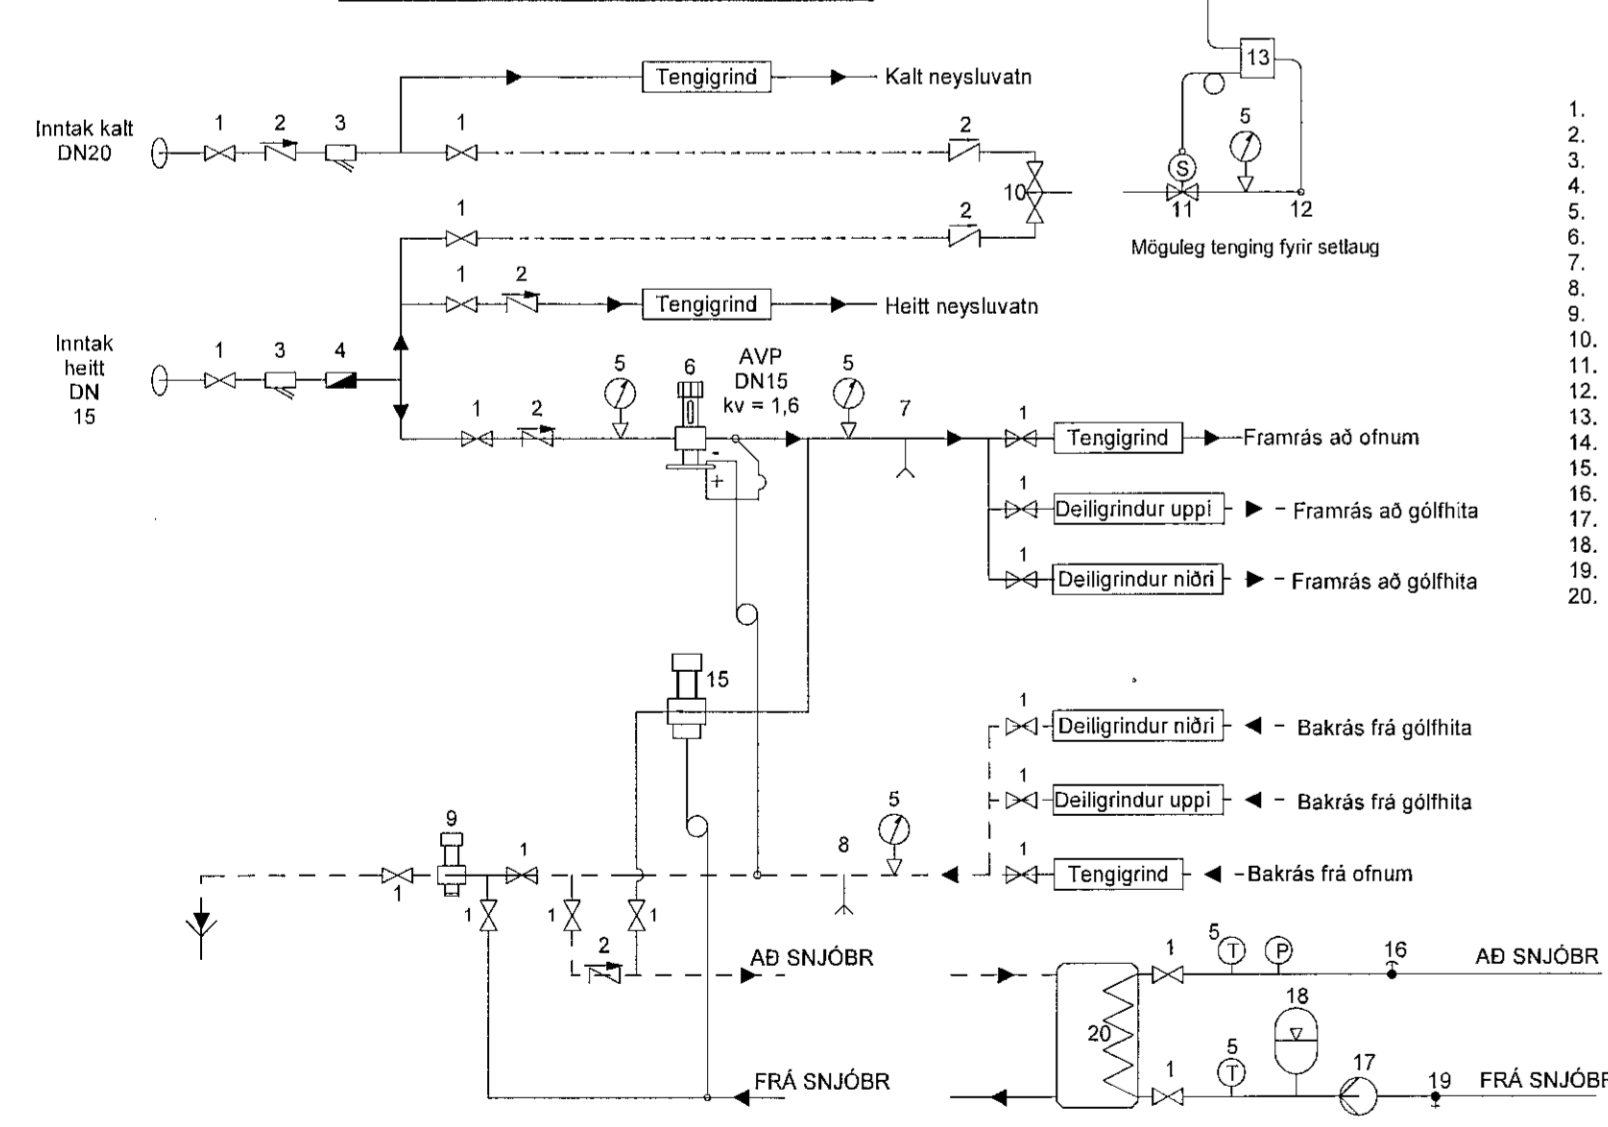 13
Tengigrind
Kalt neysluvatn
Inntak kalt
DN20
1
2
3
1
2
5
10
S
11
12
1
2
Möguleg tenging fyrir setlaug
1
2
Tengigrind
Heitt neysluvatn
Inntak
heitt
DN
15
1
3
4
5
6
AVP
DN15
kv = 1,6
5
7
1
2
-
+
1
Tengigrind
Framrás að ofnum
1
Deiligrindur uppi
Framrás að gólfhita
1
Deiligrindur niðri
Framrás að gólfhita
15
1
Deiligrindur niðri
Bakrás frá gólfhita
1
Deiligrindur uppi
Bakrás frá gólfhita
1
Tengigrind
Bakrás frá ofnum
9
1
1
8
5
1
1
1
2
AÐ SNJÓBR
FRÁ SNJÓBR
20
1
5
T
P
16
AÐ SNJÓBR
1
5
T
18
17
19
FRÁ SNJÓBR
1.
2.
3.
4.
5.
6.
7.
8.
9.
10.
11.
12.
13.
14.
15.
16.
17.
18.
19.
20.